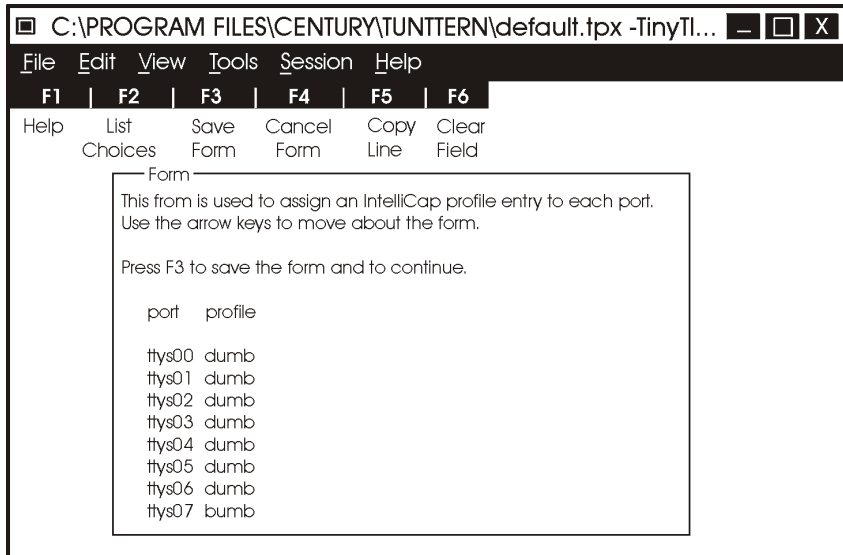 C:\PROGRAM FILES\CENTURY\TUNTTERN\default.tpx -TinyTl... X
File Edit View Tools Session Help
F1 | F2 | F3 | F4 | F5 | F6
Help List Save Cancel Copy Clear
Choices Form Form Line Field
Form
This from is used to assign an IntelliCap profile entry to each port.
Use the arrow keys to move about the form.
Press F3 to save the form and to continue.
port profile
ttys00 dumb
ttys01 dumb
ttys02 dumb
ttys03 dumb
ttys04 dumb
ttys05 dumb
ttys06 dumb
ttys07 bumb